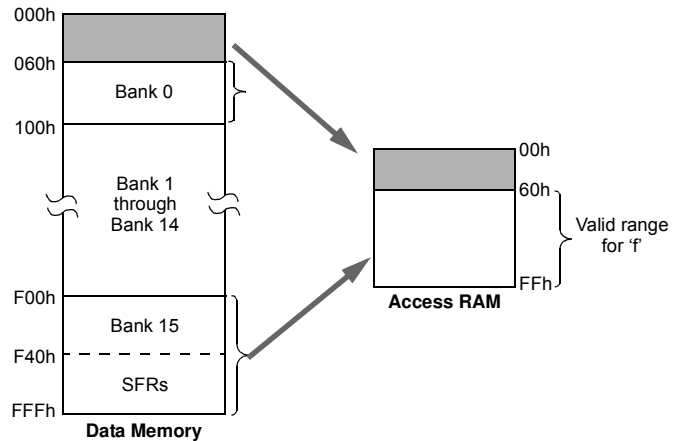 000h
060h
Bank 0
100h
Bank 1
through
Bank 14
F00h
Bank 15
F40h
SFRs
FFFh
Data Memory
00h
60h
Valid range
for ‘f’
FFh
Access RAM